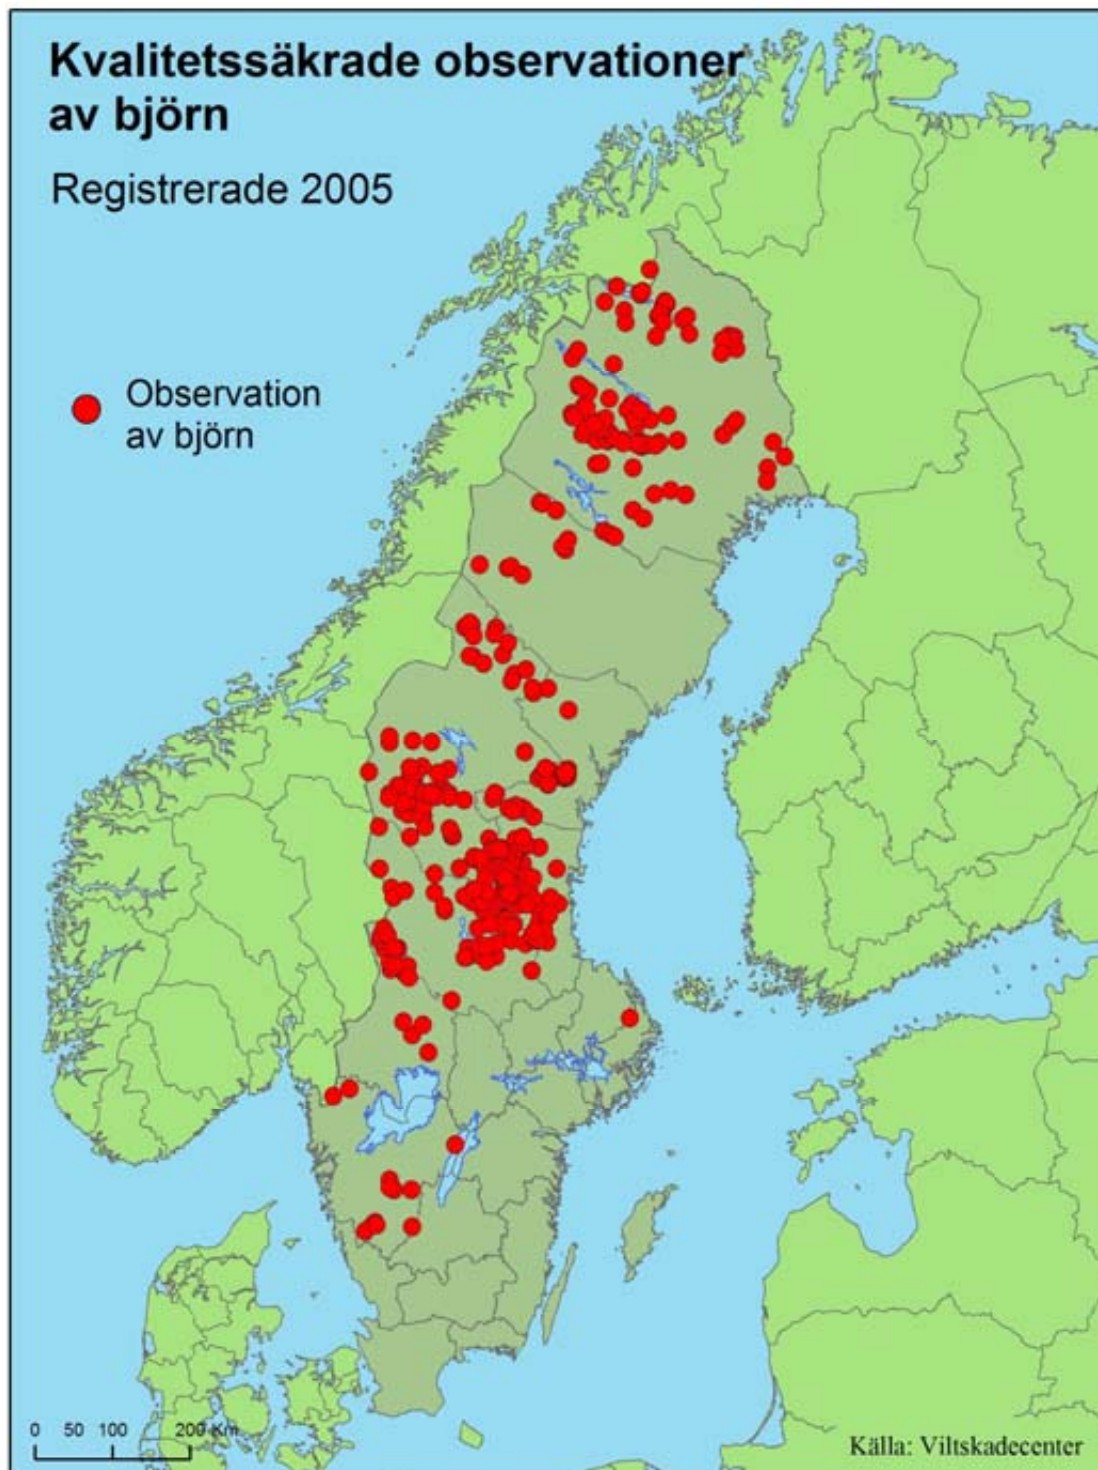 Kvalitetssäkrade observationer
av björn
Registrerade 2005
Observation
av björn
0 50 100 200 Km
Källa: Viltskadecenter